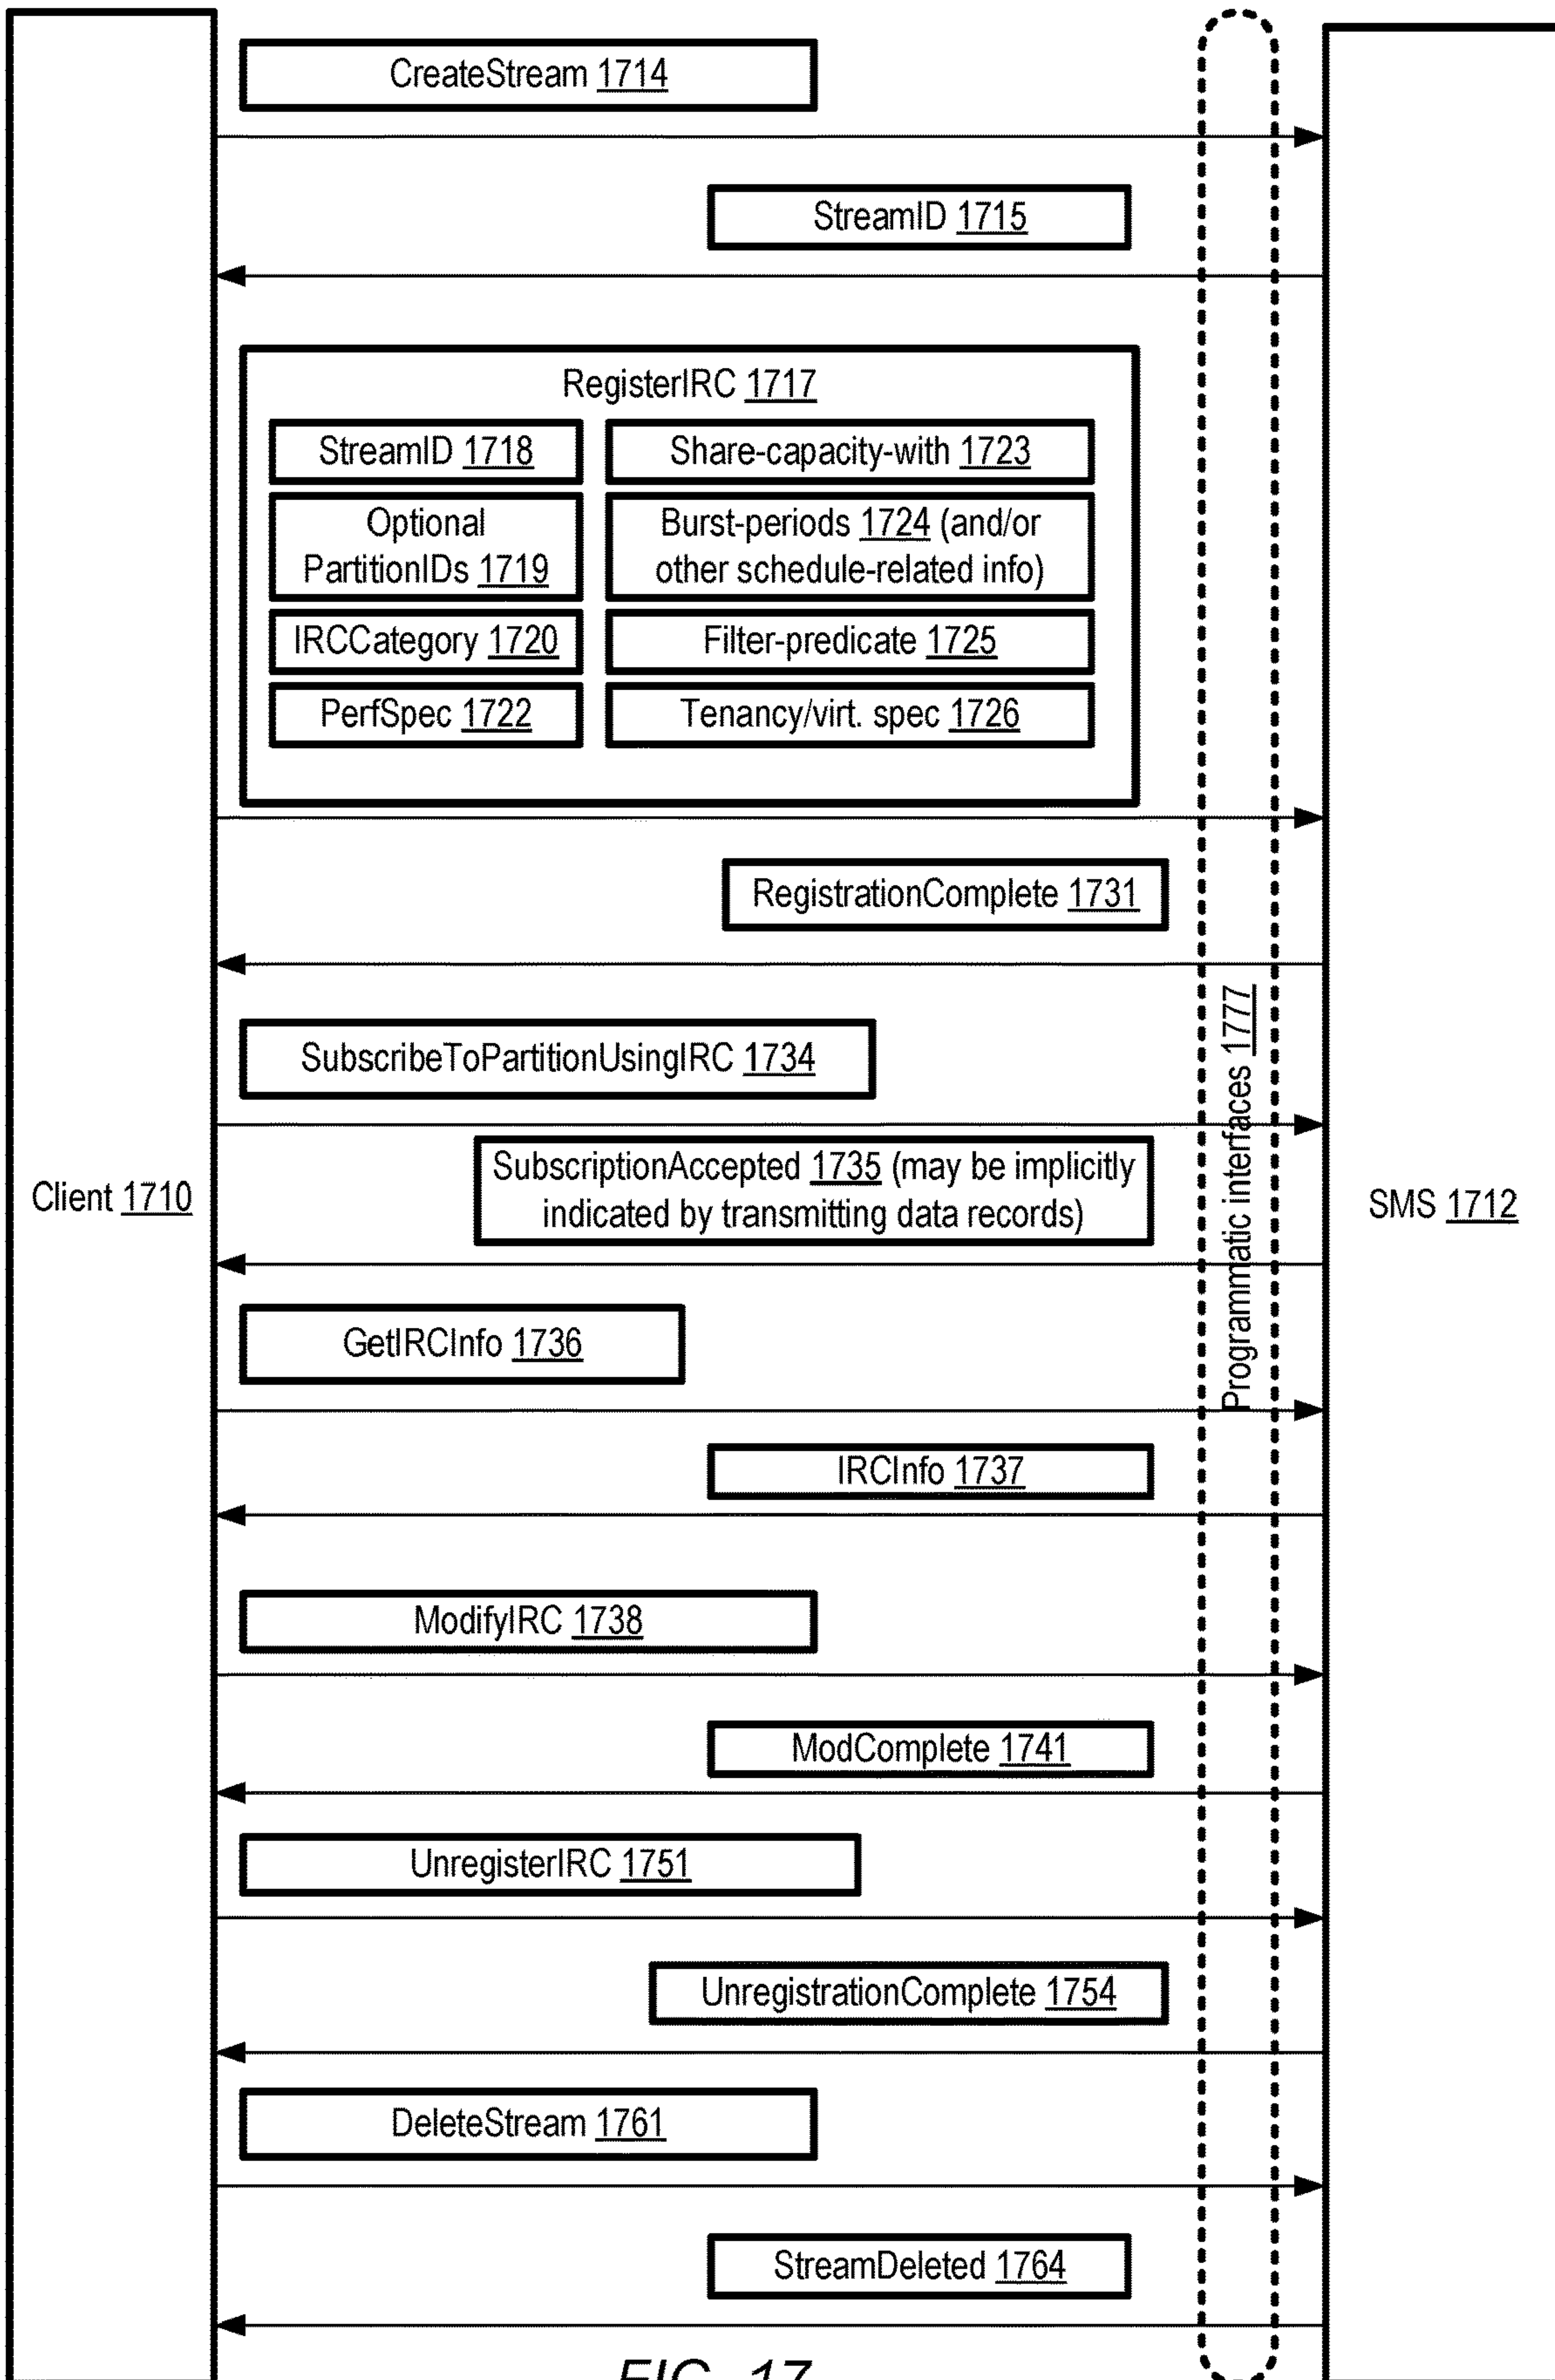 CreateStream 1714
StreamID 1715
RegisterIRC 1717
StreamID 1718
Share-capacity-with 1723
Optional
PartitionIDs 1719
Burst-periods 1724 (and/or
other schedule-related info)
IRCCategory 1720
Filter-predicate 1725
PerfSpec 1722
Tenancy/virt. spec 1726
RegistrationComplete 1731
SubscribeToPartitionUsingIRC 1734
Programmatic interfaces 1777
SubscriptionAccepted 1735 (may be implicitly
indicated by transmitting data records)
Client 1710
SMS 1712
GetIRCInfo 1736
IRCInfo 1737
ModifyIRC 1738
ModComplete 1741
UnregisterIRC 1751
UnregistrationComplete 1754
DeleteStream 1761
StreamDeleted 1764
FIG. 17